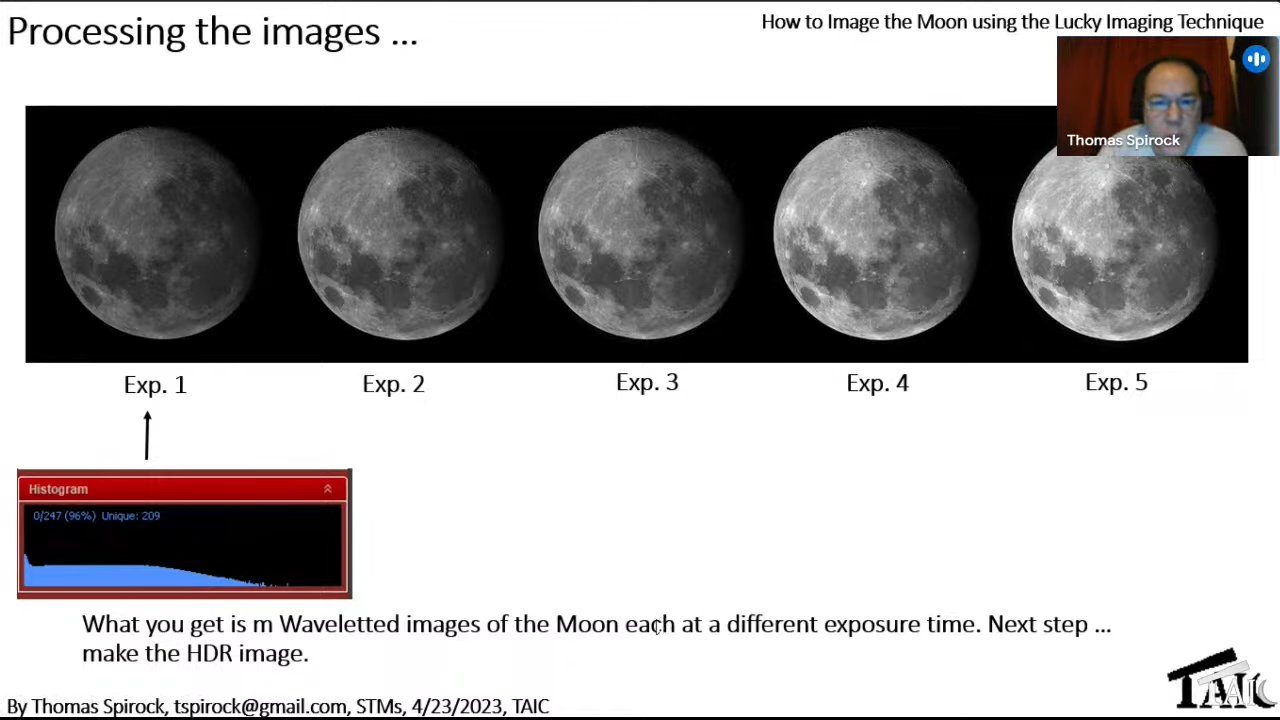 Processing the images ...
How to Image the Moon using the Lucky Imaging Technique
Thomas Spirock
Exp. 1
Exp. 2
Exp. 3
Exp. 4
Exp. 5
Histogram
0/247 (96%) Unique: 209
What you get is m Waveletted images of the Moon each at a different exposure time. Next step ...
make the HDR image.
By Thomas Spirock, tspirock@gmail.com, STMs, 4/23/2023, TAIC
TAIC